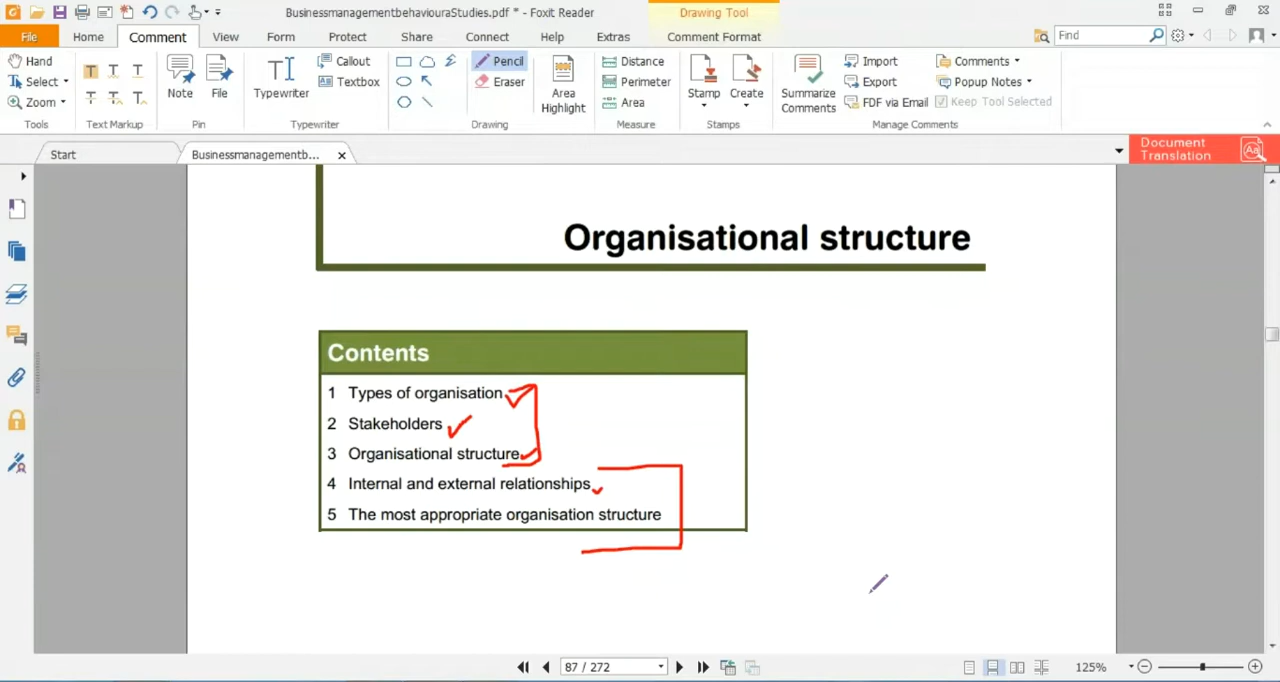 BusinessmanagementbehaviouraStudies.pdf * - Foxit Reader
Drawing Tool
File Home Comment View Form Protect Share Connect Help Extras Comment Format Find
Hand
Select
Zoom
Tools
Text Markup
Note
File
Pin
Typewriter
Callout
Textbox
Typewriter
Pencil
Eraser
Drawing
Area
Highlight
Distance
Perimeter
Area
Measure
Stamp
Create
Stamps
Summarize
Comments
Import
Export
FDF via Email
Comments
Popup Notes
Keep Tool Selected
Manage Comments
Start
Businessmanagementb...
Document
Translation
Organisational structure
Contents
1 Types of organisation
2 Stakeholders
3 Organisational structure
4 Internal and external relationships
5 The most appropriate organisation structure
87 / 272
125%